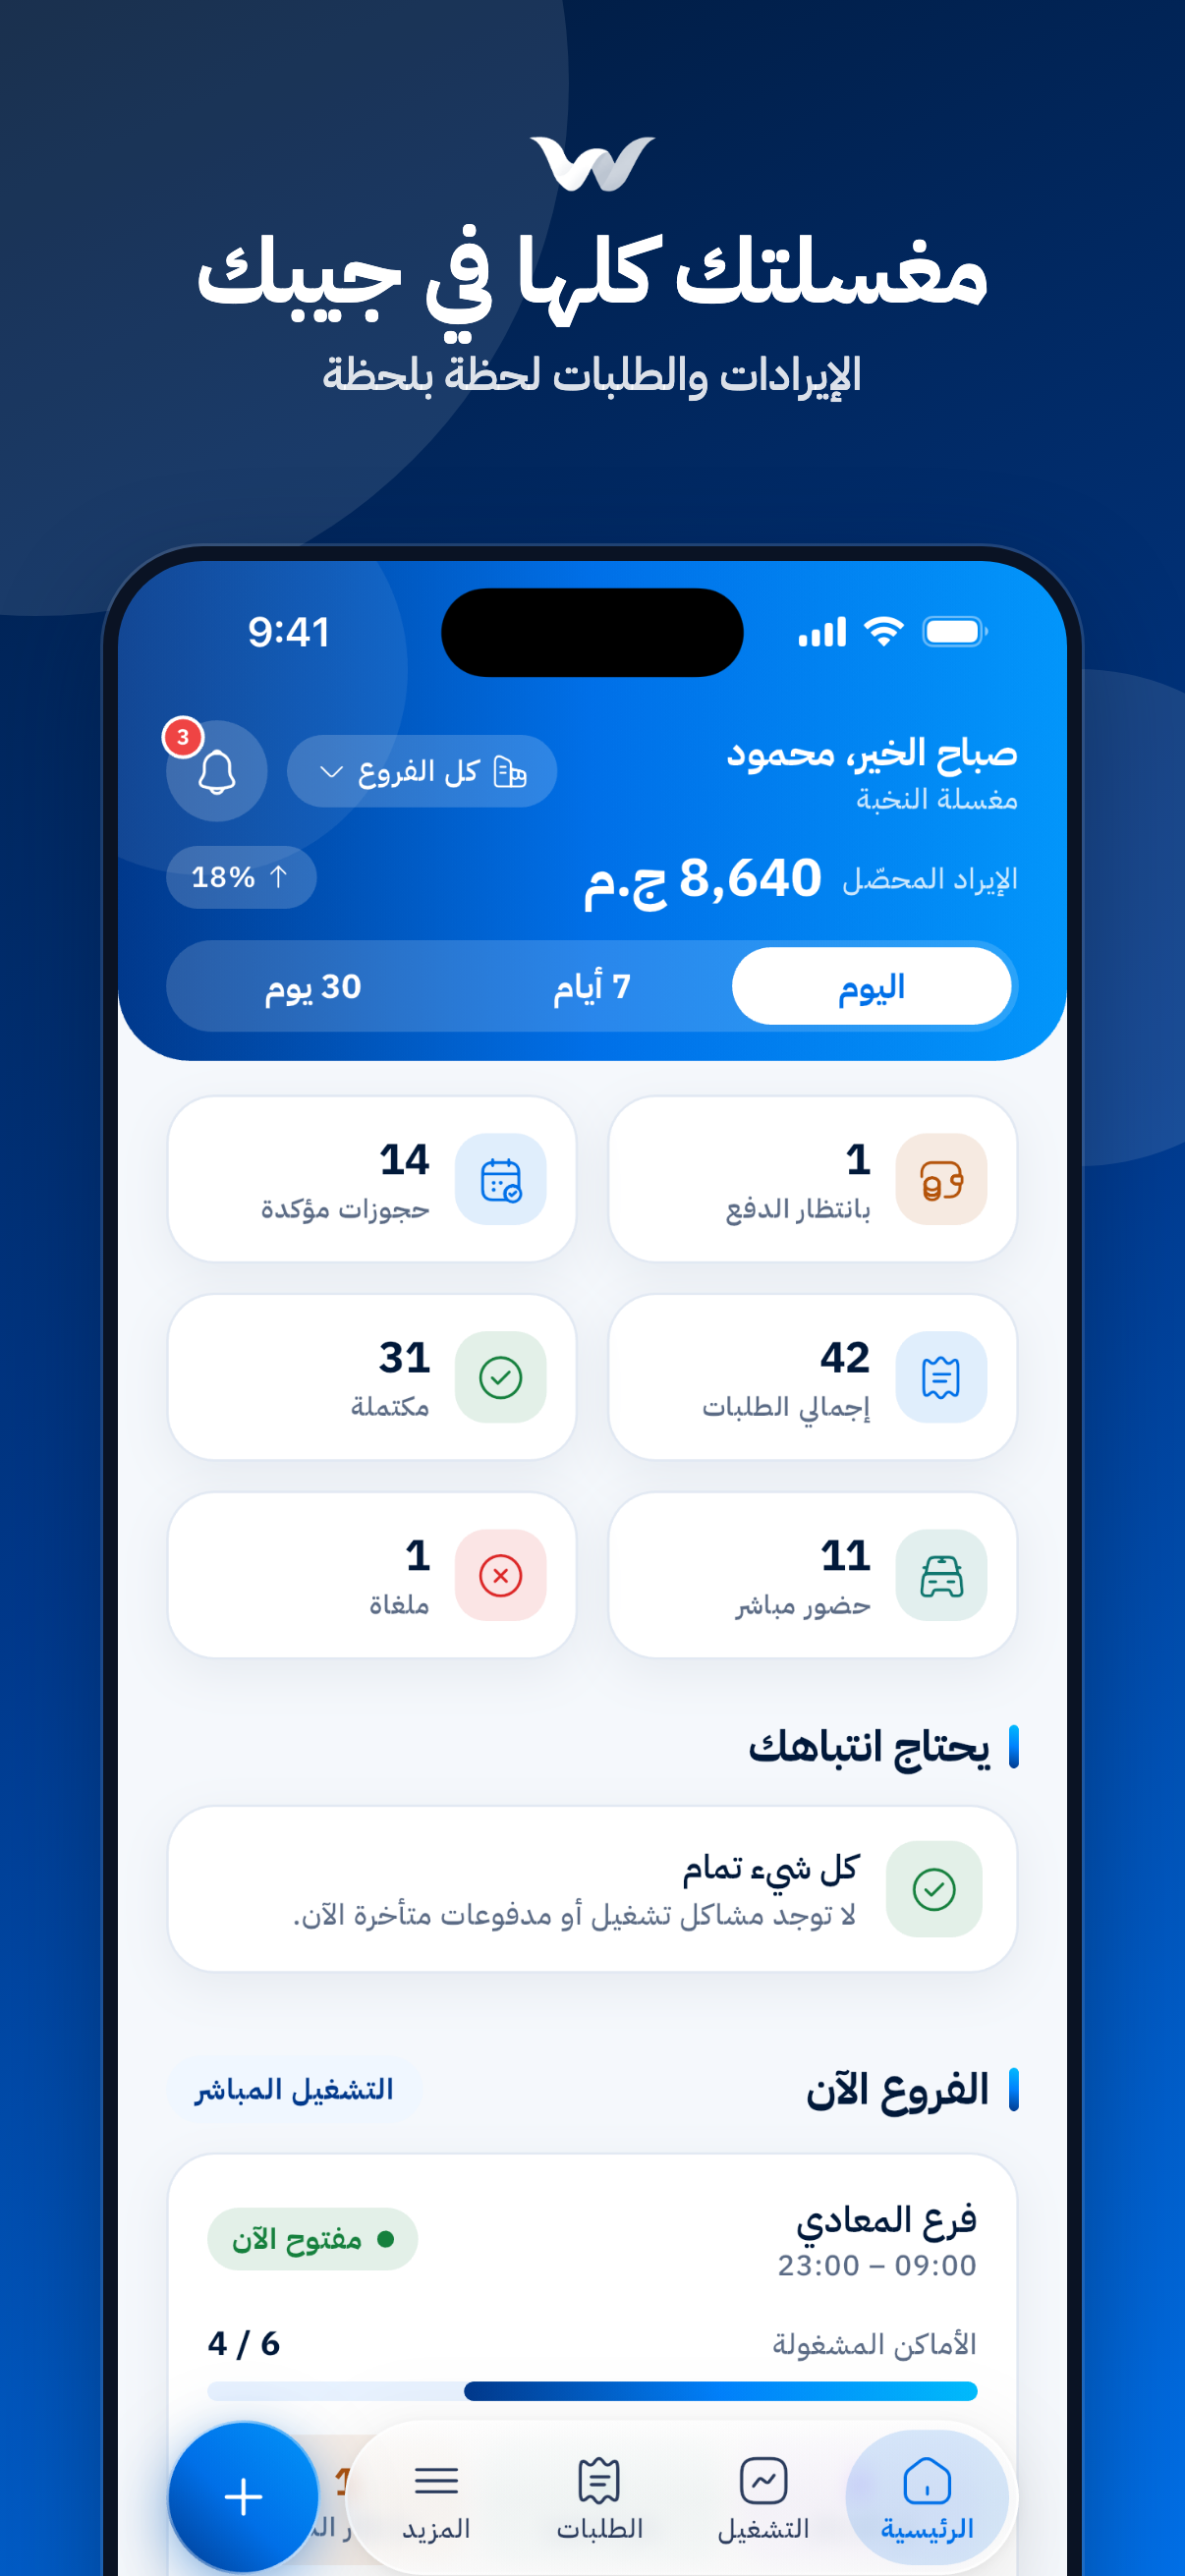 مغسلتك كلها في جيبك
الإيرادات والطلبات لحظة بلحظة
9:41
صباح الخير، محمود
كل الفروع
3
مغسلة النخبة
الإيراد المحصّل 8,640 ج.م
↑ 18%
اليوم
7 أيام
30 يوم
1
بانتظار الدفع
14
حجوزات مؤكدة
42
إجمالي الطلبات
31
مكتملة
11
حضور مباشر
1
ملغاة
يحتاج انتباهك
كل شيء تمام
لا توجد مشاكل تشغيل أو مدفوعات متأخرة الآن.
الفروع الآن
التشغيل المباشر
فرع المعادي
مفتوح الآن
23:00 – 09:00
الأماكن المشغولة
4 / 6
1
الرئيسية
التشغيل
الطلبات
المزيد